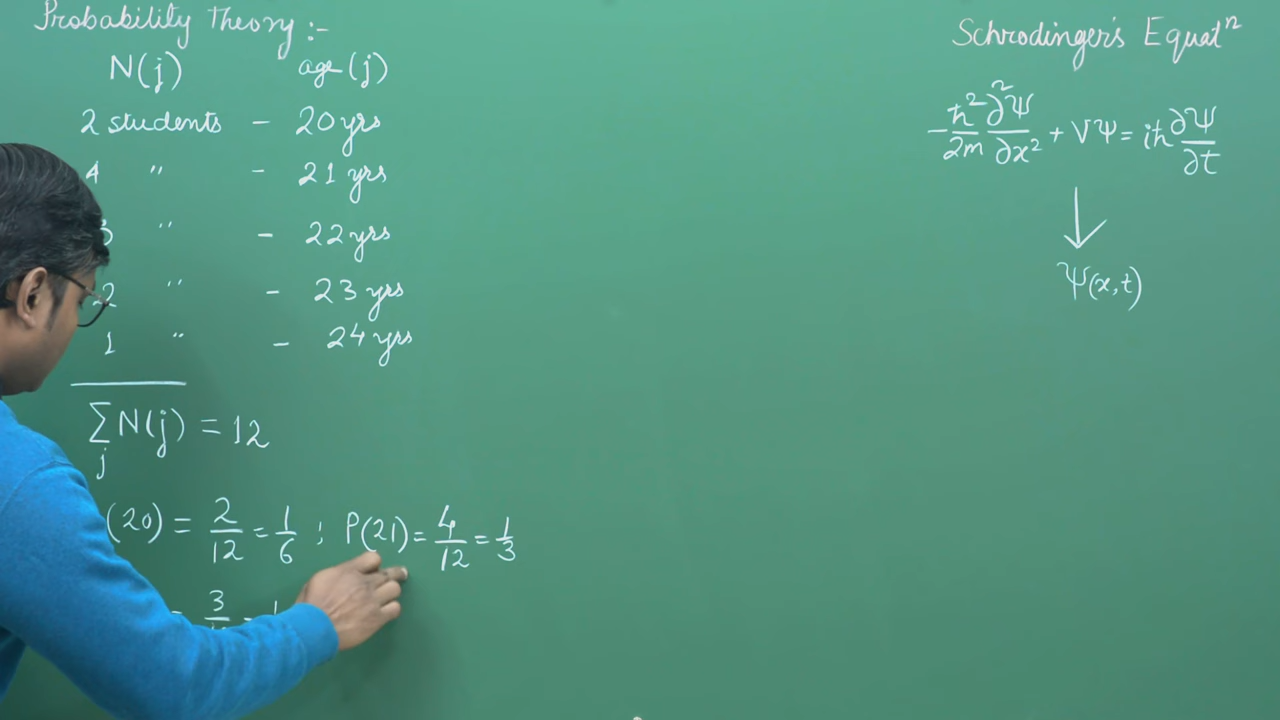 Probability Theory :-
N(j) age (j)
2 students - 20 yrs
4 " - 21 yrs
3 " - 22 yrs
2 " - 23 yrs
1 " - 24 yrs
∑ N(j) = 12
j
(20) = 2/12 = 1/6 ; P(21) = 4/12 = 1/3
= 3/
Schrodinger's Equatⁿ
-ħ²/2m ∂²Ψ/∂x² + VΨ = iħ ∂Ψ/∂t
↓
Ψ(x,t)